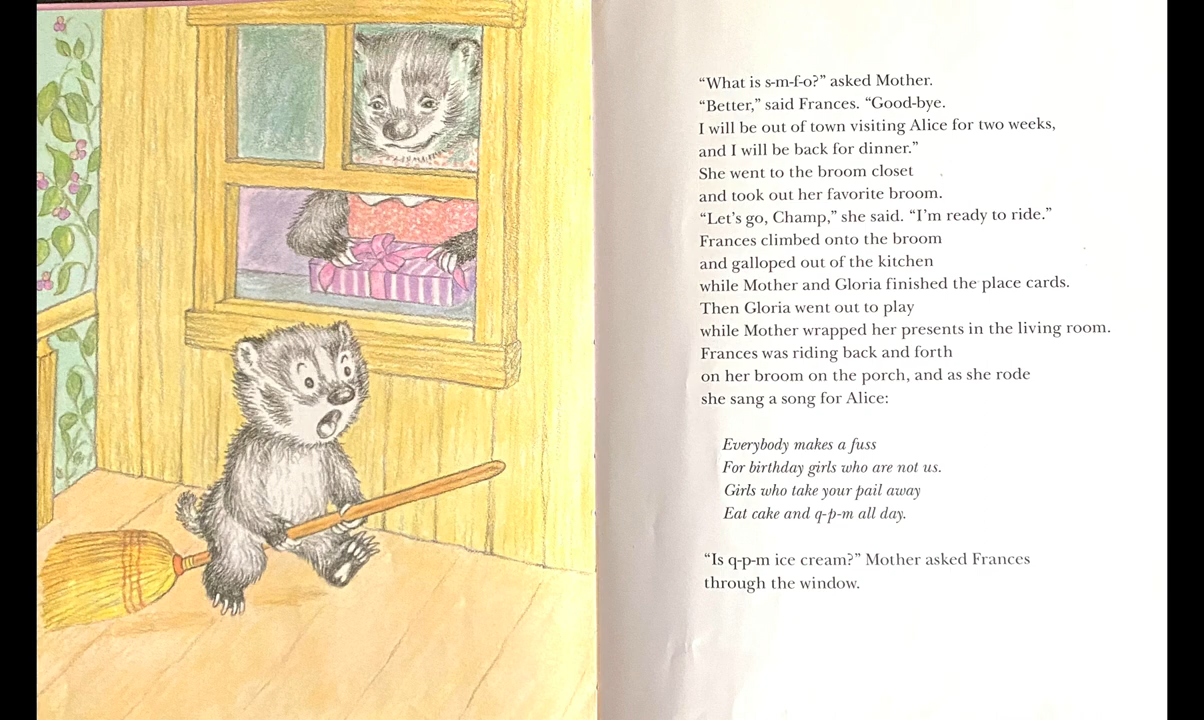 “What is s-m-f-o?” asked Mother.
“Better,” said Frances. “Good-bye.
I will be out of town visiting Alice for two weeks,
and I will be back for dinner.”
She went to the broom closet
and took out her favorite broom.
“Let’s go, Champ,” she said. “I’m ready to ride.”
Frances climbed onto the broom
and galloped out of the kitchen
while Mother and Gloria finished the place cards.
Then Gloria went out to play
while Mother wrapped her presents in the living room.
Frances was riding back and forth
on her broom on the porch, and as she rode
she sang a song for Alice:
Everybody makes a fuss
For birthday girls who are not us.
Girls who take your pail away
Eat cake and q-p-m all day.
“Is q-p-m ice cream?” Mother asked Frances
through the window.